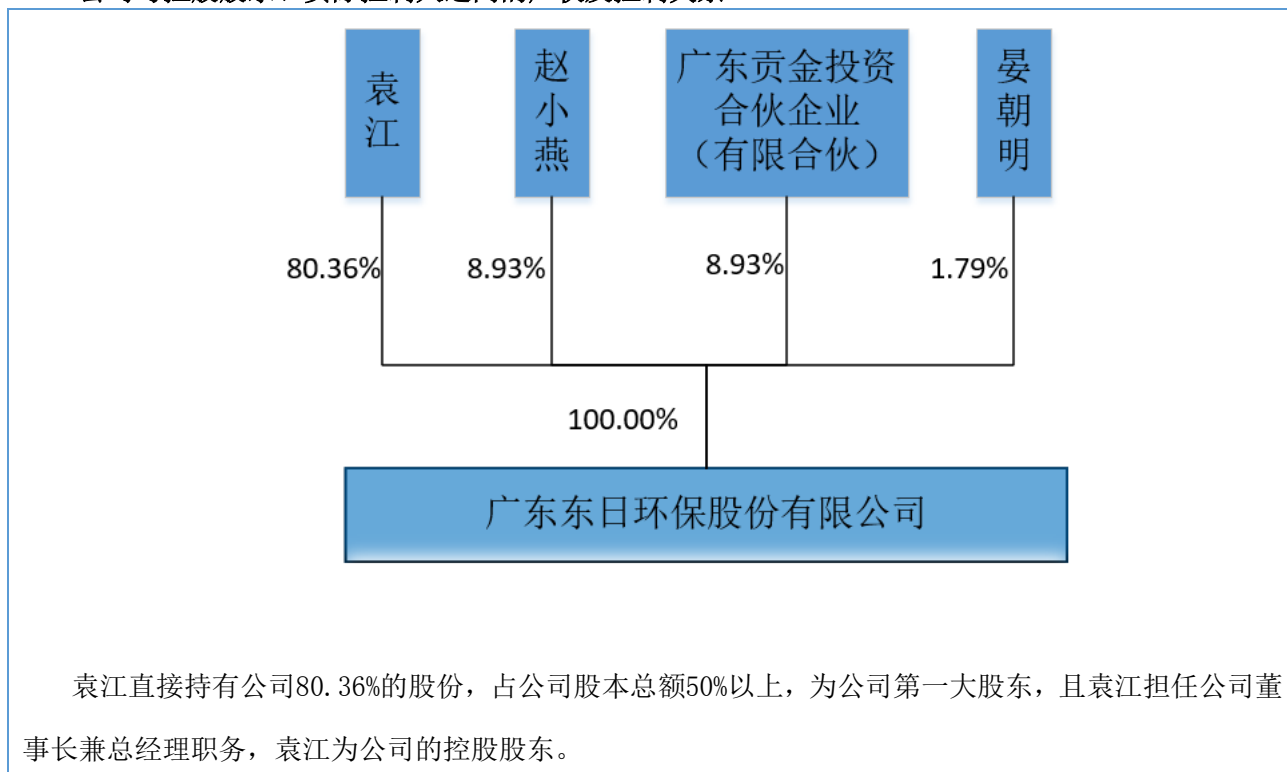 袁江
赵小燕
广东贡金投资
合伙企业
（有限合伙）
晏朝明
80.36%
8.93%
8.93%
1.79%
100.00%
广东东日环保股份有限公司
袁江直接持有公司80.36%的股份，占公司股本总额50%以上，为公司第一大股东，且袁江担任公司董
事长兼总经理职务，袁江为公司的控股股东。